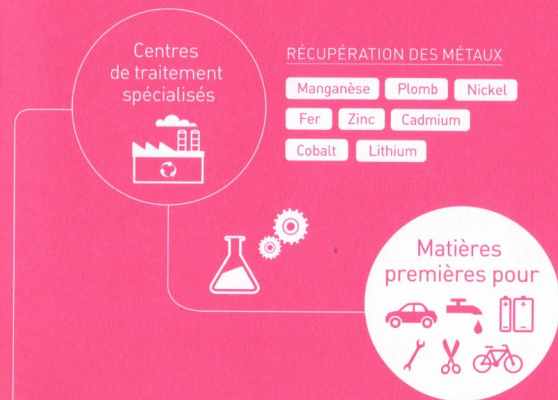 Centres
de traitement
spécialisés
RÉCUPÉRATION DES MÉTAUX
Manganèse Plomb Nickel
Fer Zinc Cadmium
Cobalt Lithium
Matières
premières pour